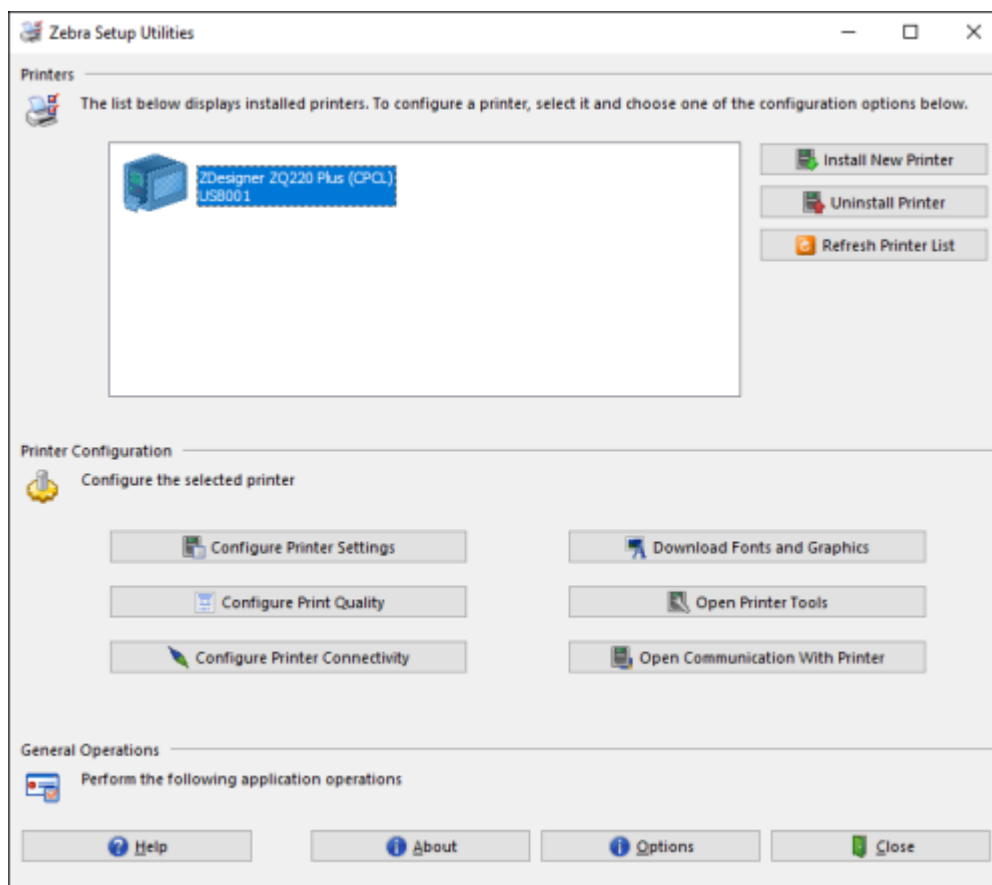 Zebra Setup Utilities
Printers
The list below displays installed printers. To configure a printer, select it and choose one of the configuration options below.
ZDesigner ZQ220 Plus (CPCL)
USB001
Install New Printer
Uninstall Printer
Refresh Printer List
Printer Configuration
Configure the selected printer
Configure Printer Settings
Download Fonts and Graphics
Configure Print Quality
Open Printer Tools
Configure Printer Connectivity
Open Communication With Printer
General Operations
Perform the following application operations
Help
About
Options
Close